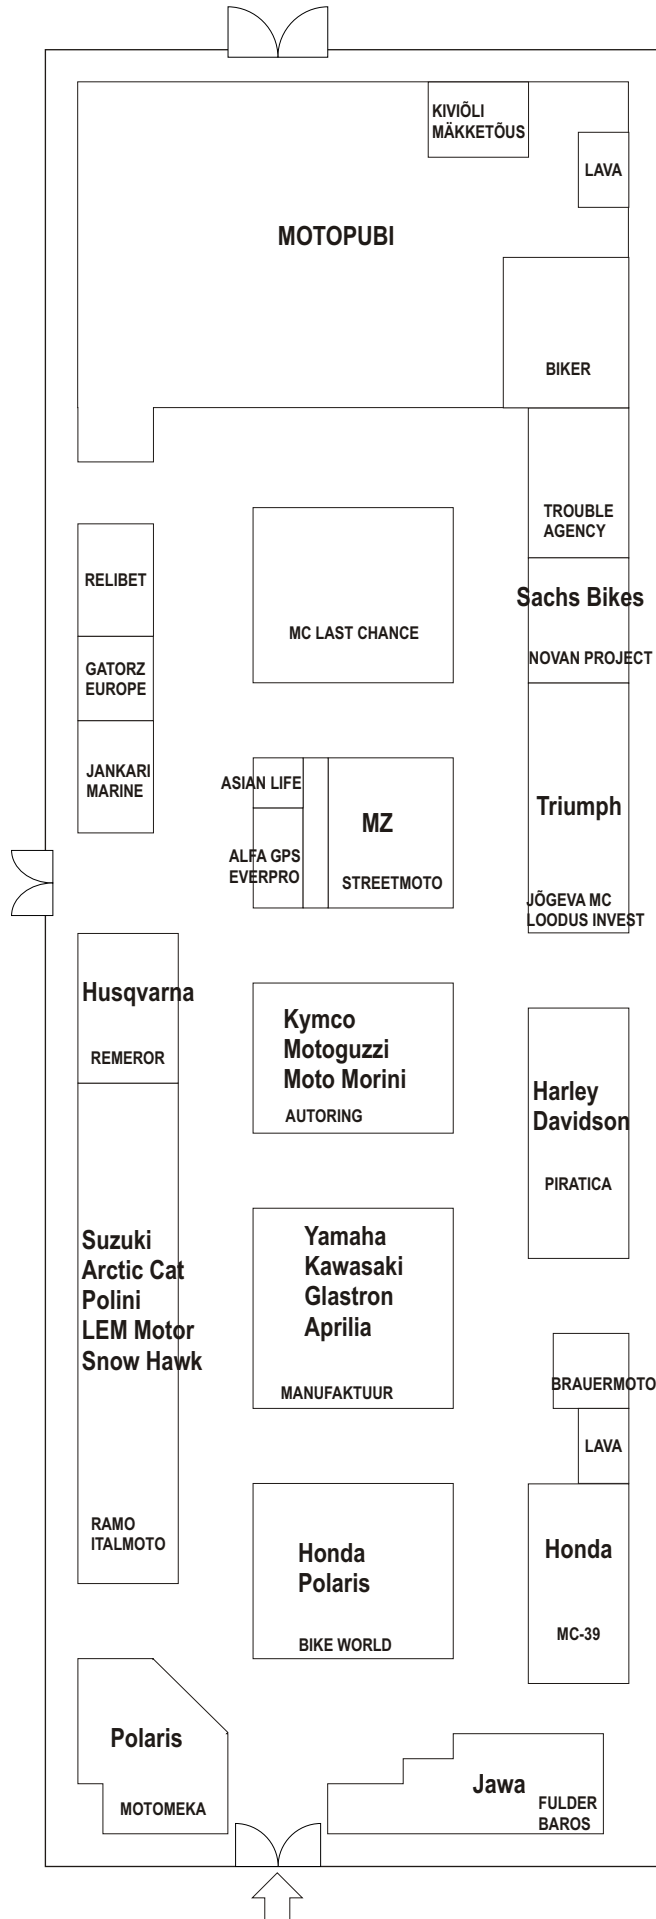 KIVIÕLI
MÄKKETÕUS
LAVA
MOTOPUBI
BIKER
TROUBLE
AGENCY
RELIBET
Sachs Bikes
MC LAST CHANCE
NOVAN PROJECT
GATORZ
EUROPE
JANKARI
MARINE
ASIAN LIFE
MZ
Triumph
ALFA GPS
EVERPRO
STREETMOTO
JÕGEVA MC
LOODUS INVEST
Husqvarna
REMEROR
Kymco
Motoguzzi
Moto Morini
AUTORING
Harley
Davidson
PIRATICA
Suzuki
Arctic Cat
Polini
LEM Motor
Snow Hawk
RAMO
ITALMOTO
Yamaha
Kawasaki
Glastron
Aprilia
MANUFAKTUUR
BRAUERMOTO
LAVA
Honda
Polaris
BIKE WORLD
Honda
MC-39
Polaris
MOTOMEKA
Jawa
FULDER
BAROS